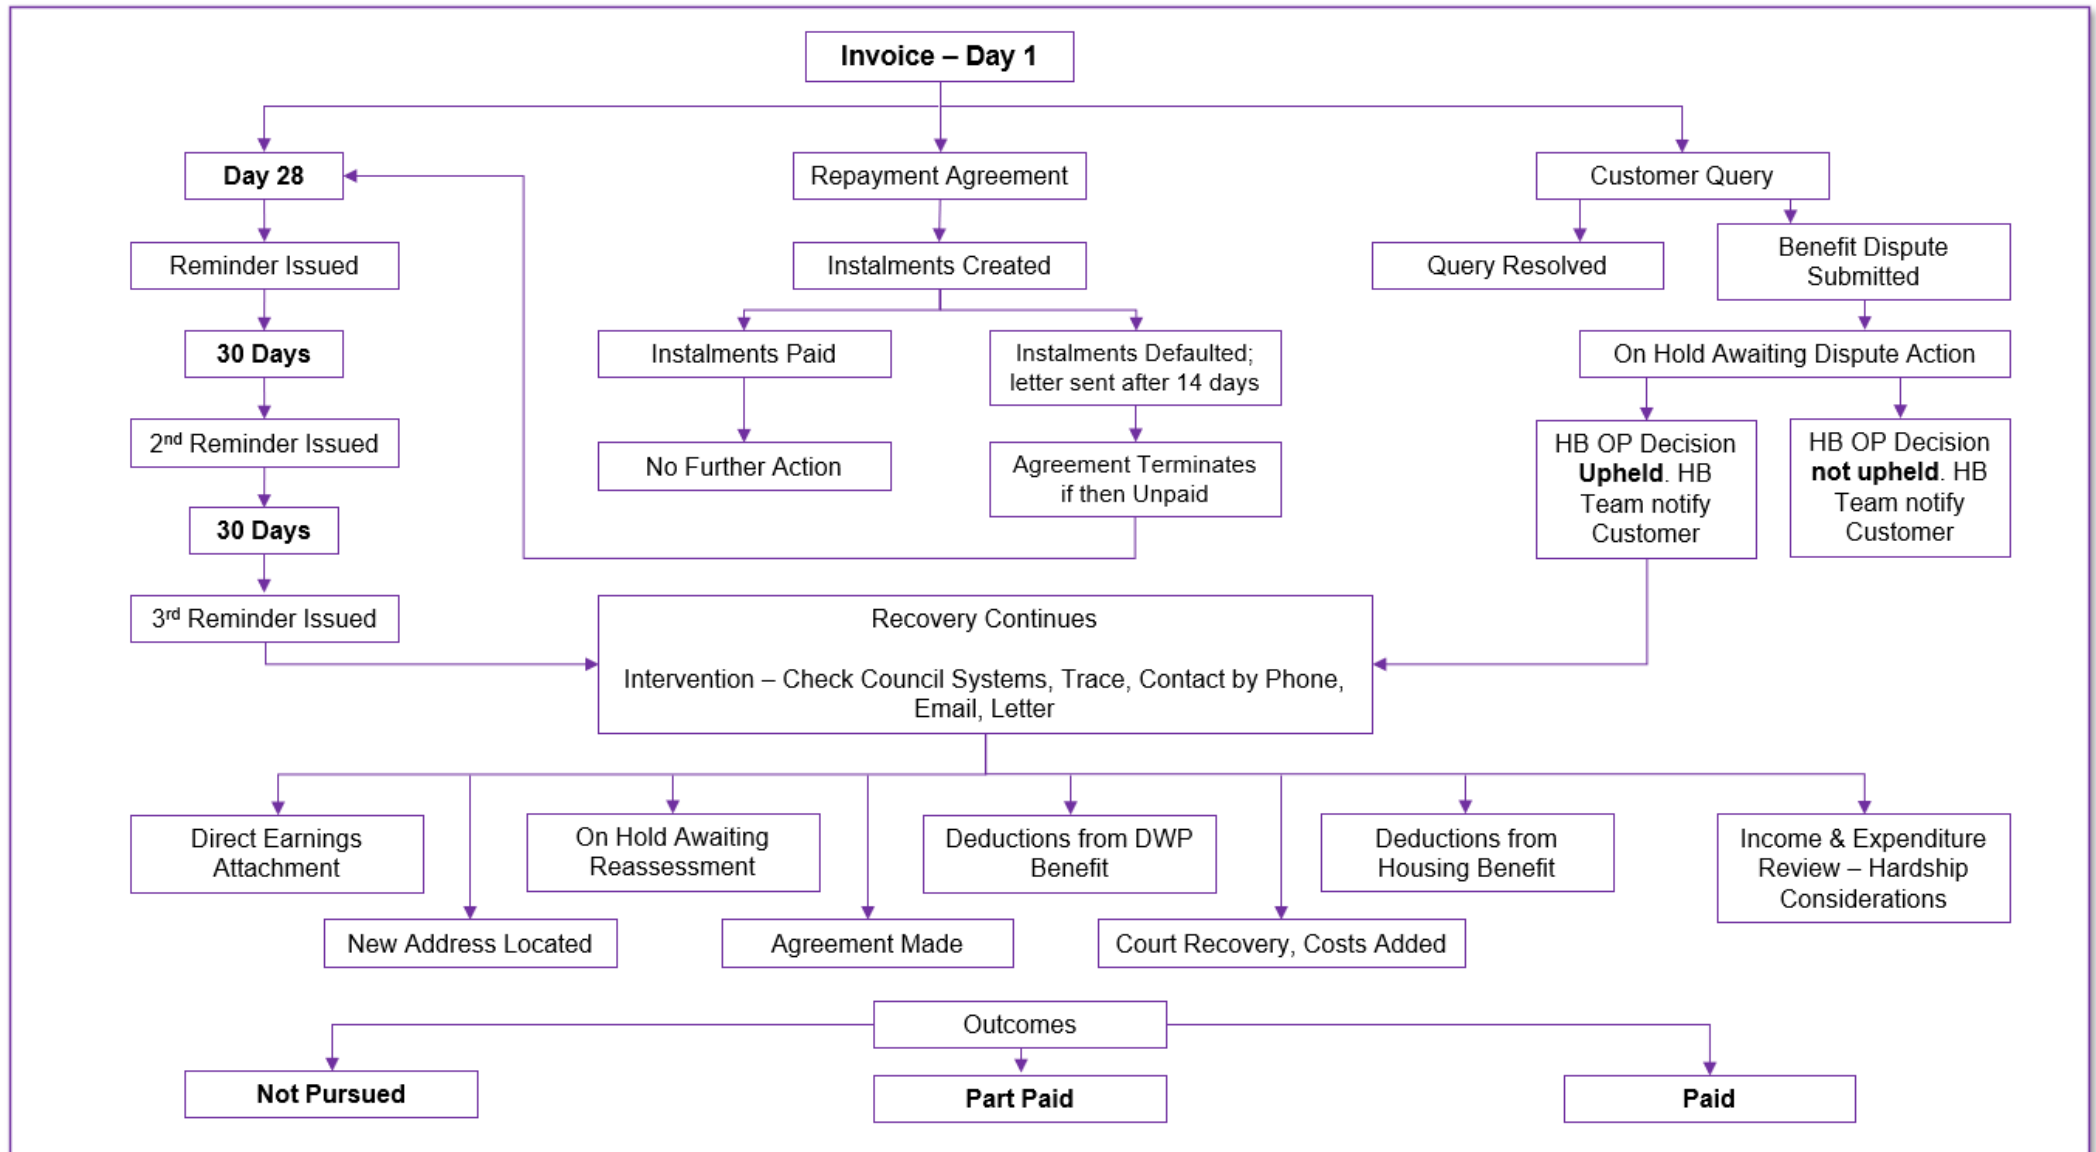 Invoice – Day 1
Day 28
Repayment Agreement
Customer Query
Reminder Issued
Instalments Created
Query Resolved
Benefit Dispute
Submitted
30 Days
Instalments Paid
Instalments Defaulted;
letter sent after 14 days
On Hold Awaiting Dispute Action
2nd Reminder Issued
No Further Action
Agreement Terminates
if then Unpaid
HB OP Decision
Upheld. HB
Team notify
Customer
HB OP Decision
not upheld. HB
Team notify
Customer
30 Days
3rd Reminder Issued
Recovery Continues
Intervention – Check Council Systems, Trace, Contact by Phone,
Email, Letter
Direct Earnings
Attachment
On Hold Awaiting
Reassessment
Deductions from DWP
Benefit
Deductions from
Housing Benefit
Income & Expenditure
Review – Hardship
Considerations
New Address Located
Agreement Made
Court Recovery, Costs Added
Outcomes
Not Pursued
Part Paid
Paid